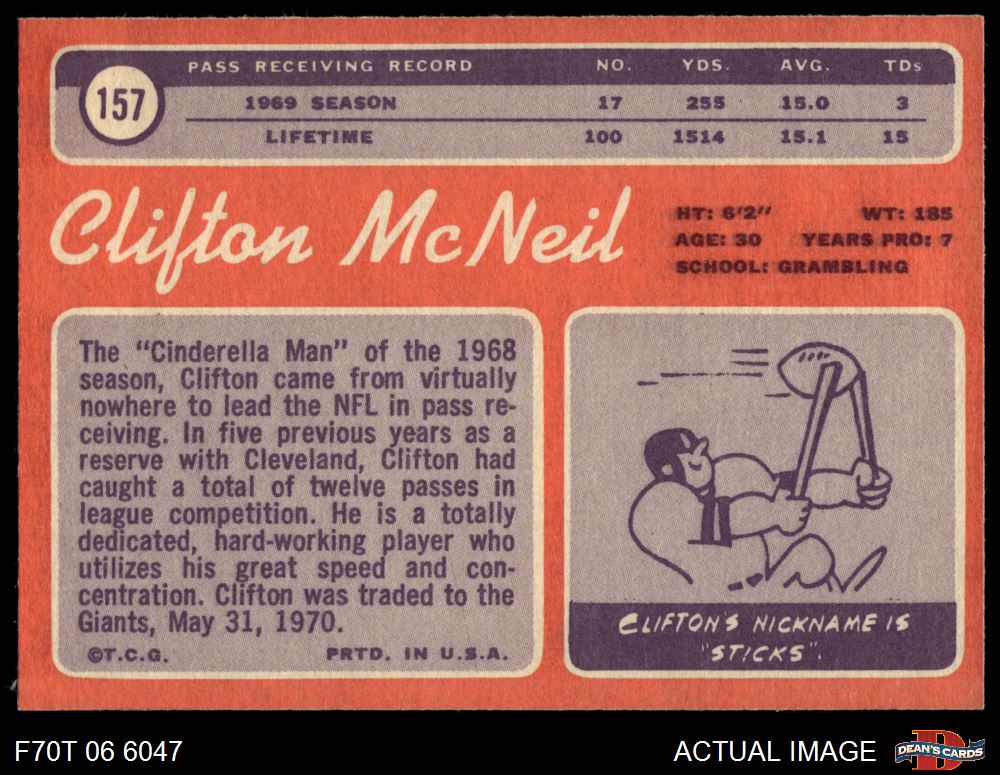 157
PASS RECEIVING RECORD NO. YDS. AVG. TDs
1969 SEASON 17 255 15.0 3
LIFETIME 100 1514 15.1 15
Clifton McNeil
HT: 6'2" WT: 185
AGE: 30 YEARS PRO: 7
SCHOOL: GRAMBLING
The "Cinderella Man" of the 1968
season, Clifton came from virtually
nowhere to lead the NFL in pass re-
ceiving. In five previous years as a
reserve with Cleveland, Clifton had
caught a total of twelve passes in
league competition. He is a totally
dedicated, hard-working player who
utilizes his great speed and con-
centration. Clifton was traded to the
Giants, May 31, 1970.
©T.C.G. PRTD. IN U.S.A.
CLIFTON'S NICKNAME IS
"STICKS".
F70T 06 6047
ACTUAL IMAGE
D
DEAN'S CARDS